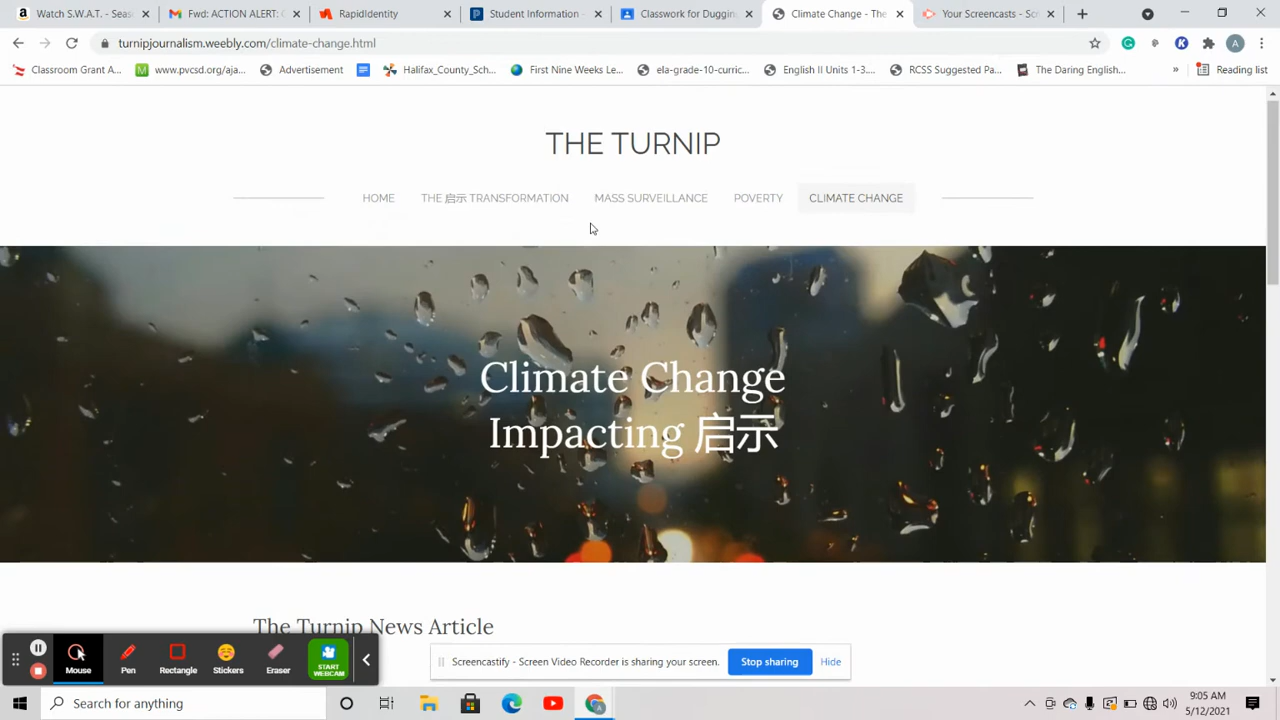 Watch S.W.A.T. - Seas
Fwd: ACTION ALERT: C
RapidIdentity
Student Information -
Classwork for Duggin
Climate Change - The
Your Screencasts - Scr
turnipjournalism.weebly.com/climate-change.html
A
Classroom Grant A...
www.pvcsd.org/aja...
Advertisement
Halifax_County_Sch...
First Nine Weeks Le...
ela-grade-10-curric...
English II Units 1-3....
RCSS Suggested Pa...
The Daring English...
»
Reading list
THE TURNIP
HOME
THE 启示 TRANSFORMATION
MASS SURVEILLANCE
POVERTY
CLIMATE CHANGE
Climate Change
Impacting 启示
The Turnip News Article
Mouse
Pen
Rectangle
Stickers
Eraser
START
WEBCAM
Screencastify - Screen Video Recorder is sharing your screen.
Stop sharing
Hide
Search for anything
9:05 AM
5/12/2021